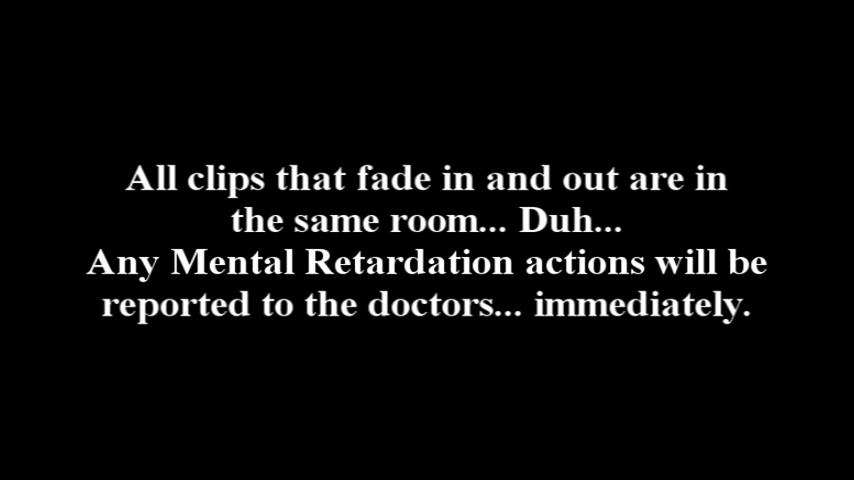 All clips that fade in and out are in
the same room... Duh...
Any Mental Retardation actions will be
reported to the doctors... immediately.